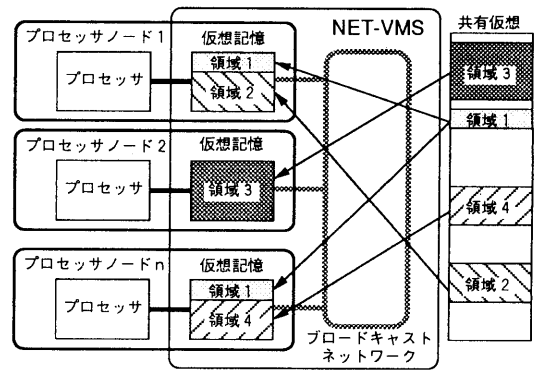 プロセッサノード1
仮想記憶
プロセッサ
領域1
領域2
プロセッサノード2
仮想記憶
プロセッサ
領域3
プロセッサノードn
仮想記憶
プロセッサ
領域1
領域4
NET-VMS
ブロードキャスト
ネットワーク
共有仮想
領域3
領域1
領域4
領域2